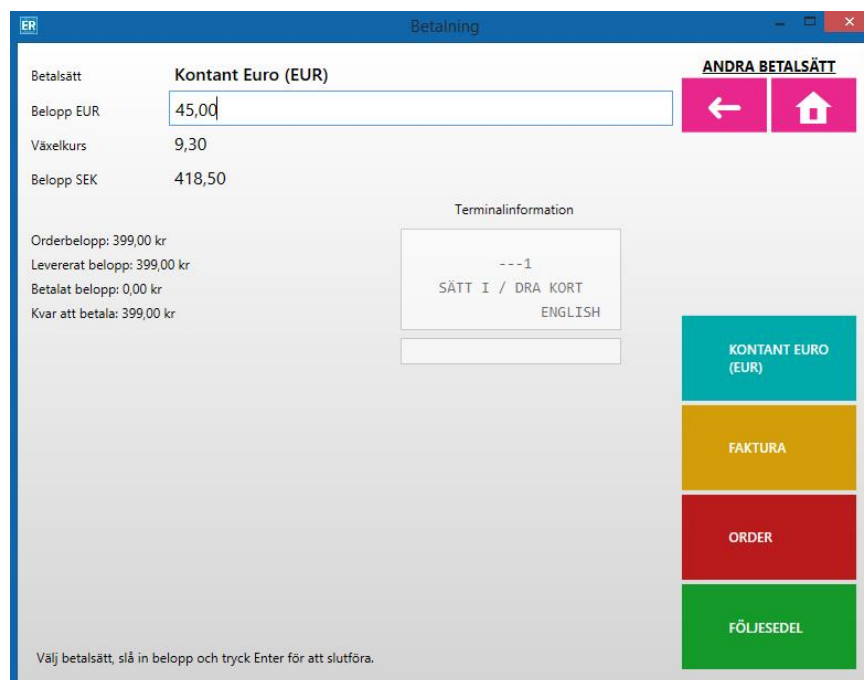 ER
Betalning
ANDRA BETALSÄTT
Betalsätt Kontant Euro (EUR)
Belopp EUR 45,00
Växelkurs 9,30
Belopp SEK 418,50
Terminalinformation
Orderbelopp: 399,00 kr
Levererat belopp: 399,00 kr
Betalat belopp: 0,00 kr
Kvar att betala: 399,00 kr
---1
SÄTT I / DRA KORT
ENGLISH
KONTANT EURO
(EUR)
FAKTURA
ORDER
FÖLJESEDEL
Välj betalsätt, slå in belopp och tryck Enter för att slutföra.